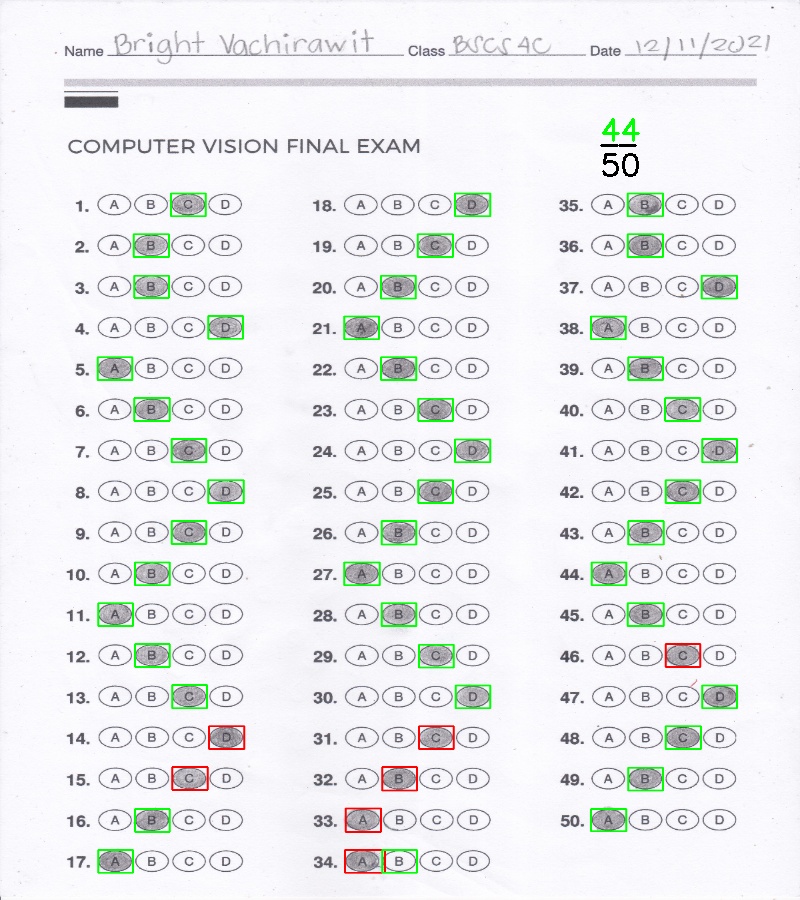 Name Bright Vachirawit Class BSCS 4C Date 12/11/2021
44
COMPUTER VISION FINAL EXAM
50
1. A B C D 18. A B C D 35. A B C D
2. A B C D 19. A B C D 36. A B C D
3. A B C D 20. A B C D 37. A B C D
4. A B C D 21. A B C D 38. A B C D
5. A B C D 22. A B C D 39. A B C D
6. A B C D 23. A B C D 40. A B C D
7. A B C D 24. A B C D 41. A B C D
8. A B C D 25. A B C D 42. A B C D
9. A B C D 26. A B C D 43. A B C D
10. A B C D 27. A B C D 44. A B C D
11. A B C D 28. A B C D 45. A B C D
12. A B C D 29. A B C D 46. A B C D
13. A B C D 30. A B C D 47. A B C D
14. A B C D 31. A B C D 48. A B C D
15. A B C D 32. A B C D 49. A B C D
16. A B C D 33. A B C D 50. A B C D
17. A B C D 34. A B C D